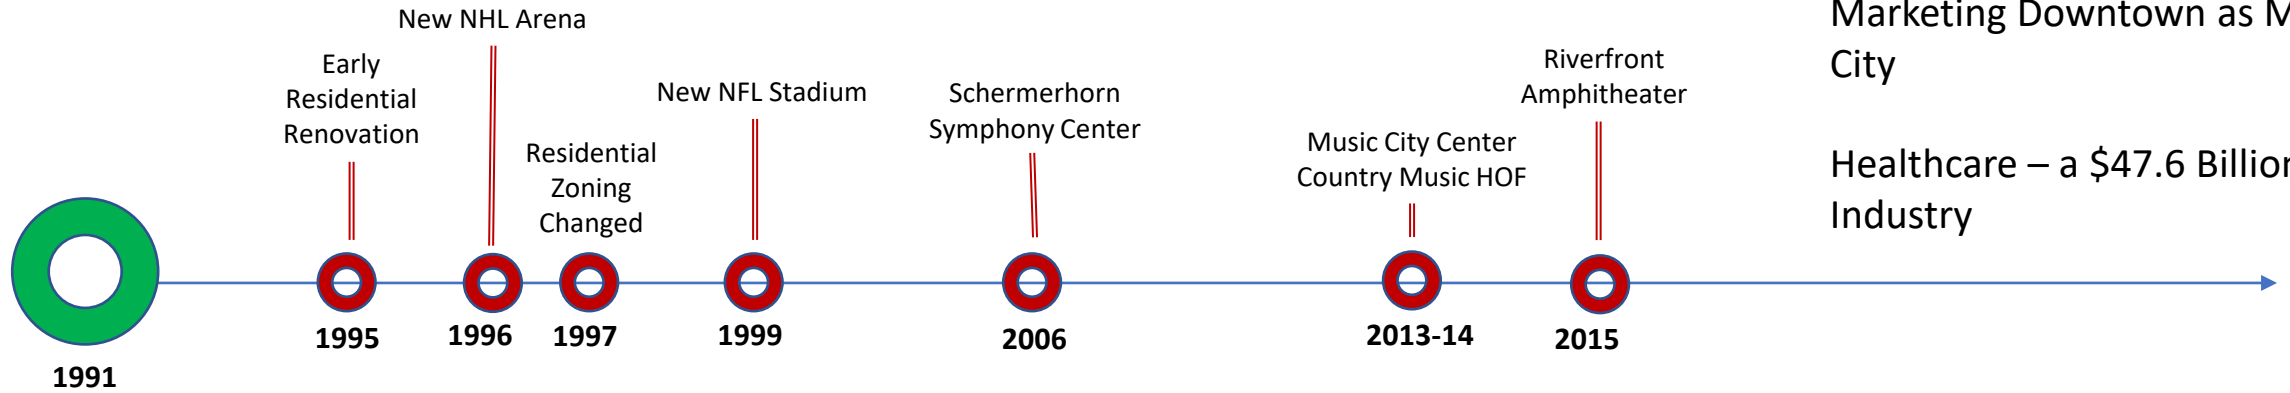 New NHL Arena
Early
Residential
Renovation
Residential
Zoning
Changed
New NFL Stadium
Schermerhorn
Symphony Center
Music City Center
Country Music HOF
Riverfront
Amphitheater
Marketing Downtown as
City
Healthcare – a $47.6 Billion
Industry
1991
1995
1996
1997
1999
2006
2013-14
2015